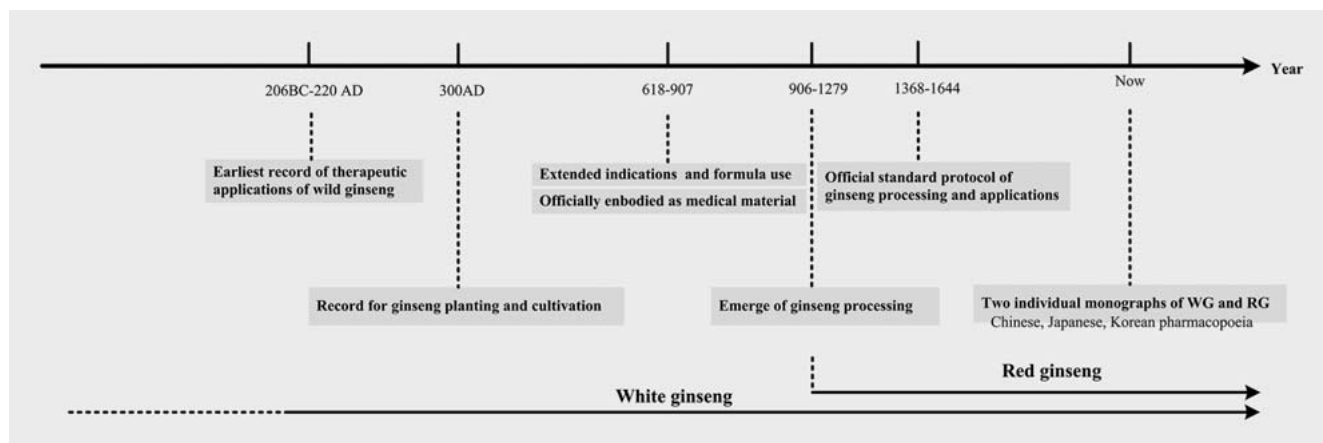 Year
206BC-220 AD
300AD
618-907
906-1279
1368-1644
Now
Earliest record of therapeutic
applications of wild ginseng
Extended indications and formula use
Officially enbodied as medical material
Official standard protocol of
ginseng processing and applications
Record for ginseng planting and cultivation
Emerge of ginseng processing
Two individual monographs of WG and RG
Chinese, Japanese, Korean pharmacopoeia
Red ginseng
White ginseng